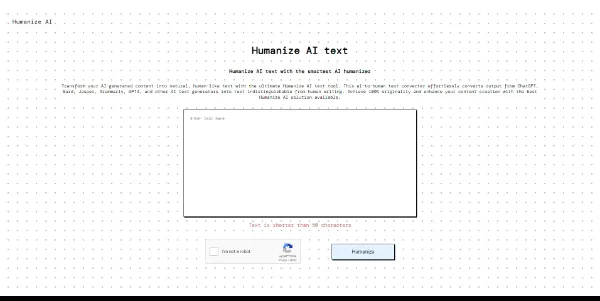 Humanize AI
Humanize AI text
Humanize AI text with the smartest AI humanizer
Transform your AI generated content into natural, human-like text with the ultimate Humanize AI text tool. This ai to human text converter effortlessly converts output from ChatGPT,
Bard, Jasper, Grammarly, GPT4, and other AI text generators into text indistinguishable from human writing. Achieve 100% originality and enhance your content creation with the best
Humanize AI solution available.
Enter text here
Text is shorter than 50 characters
I'm not a robot
reCAPTCHA
Humanize